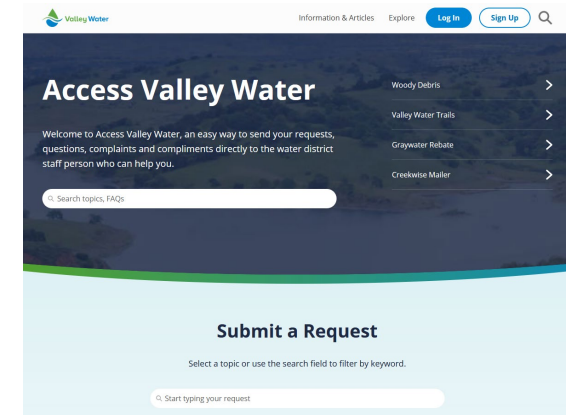 Valley Water
Information & Articles
Explore
Log In
Sign Up
Access Valley Water
Welcome to Access Valley Water, an easy way to send your requests,
questions, complaints and compliments directly to the water district
staff person who can help you.
Search topics, FAQs
Woody Debris
Valley Water Trails
Graywater Rebate
Creekwise Mailer
Submit a Request
Select a topic or use the search field to filter by keyword.
Start typing your request